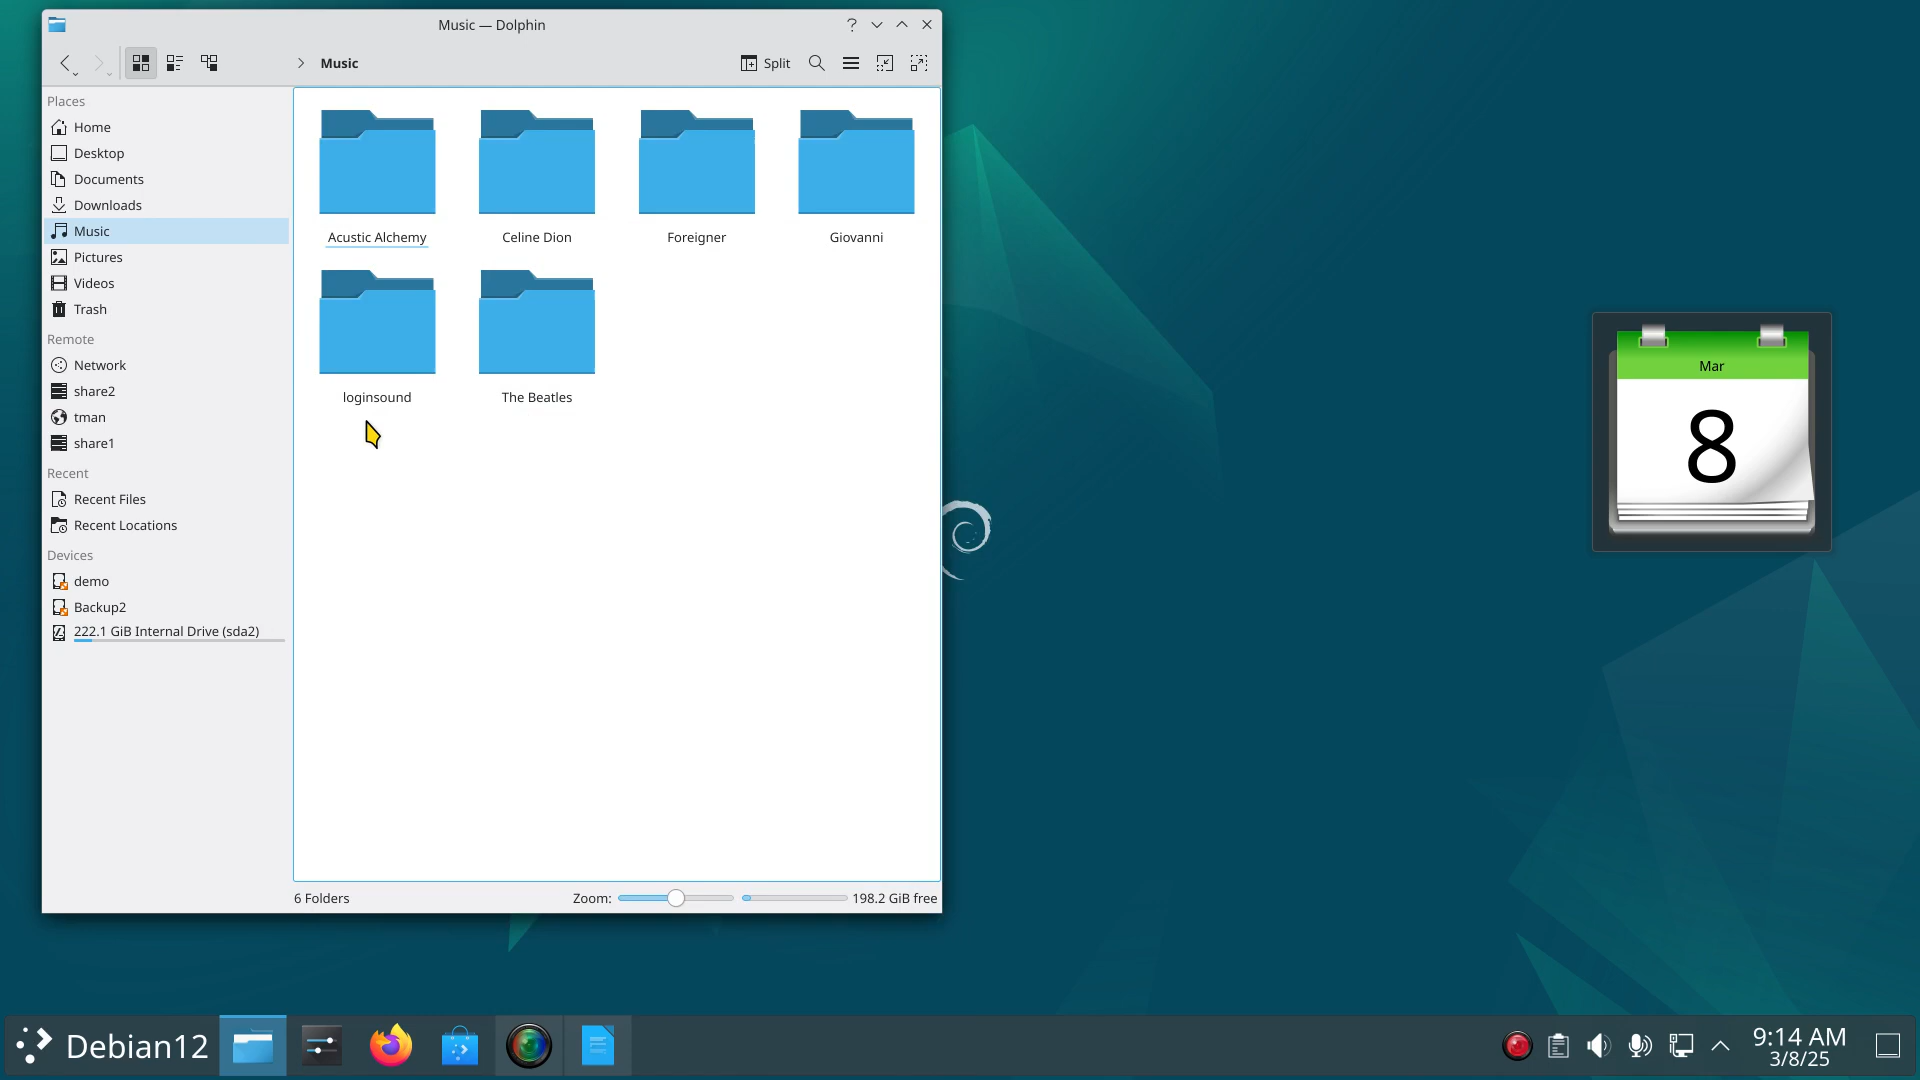 Music — Dolphin
Music
Split
Places
Home
Desktop
Documents
Downloads
Music
Pictures
Videos
Trash
Remote
Network
share2
tman
share1
Recent
Recent Files
Recent Locations
Devices
demo
Backup2
222.1 GiB Internal Drive (sda2)
Acustic Alchemy
Celine Dion
Foreigner
Giovanni
loginsound
The Beatles
6 Folders
Zoom:
198.2 GiB free
Mar
8
Debian12
9:14 AM
3/8/25